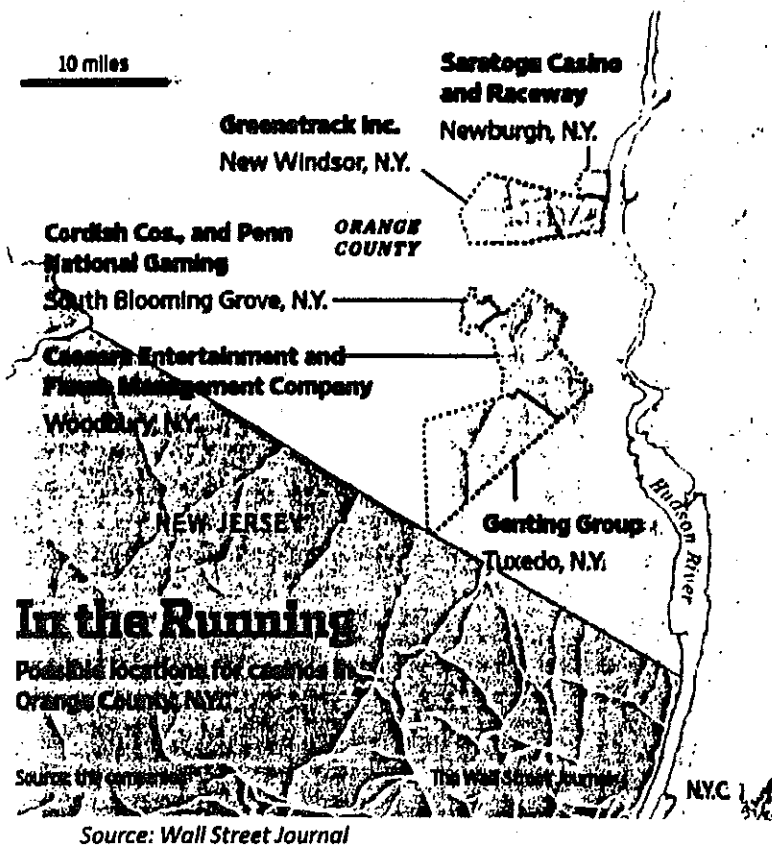 10 miles
Saratoga Casino
and Raceway
Newburgh, N.Y.
Greenetrack Inc.
New Windsor, N.Y.
ORANGE
COUNTY
Cordish Cos., and Penn
National Gaming
South Blooming Grove, N.Y.
Caesars Entertainment and
Management Company
Woodbury, N.Y.
NEW JERSEY
Genting Group
Tuxedo, N.Y.
Hudson River
In the Running
Possible locations for casinos in
Orange County, N.Y.
Source: the companies
The Wall Street Journal
N.Y.C.
Source: Wall Street Journal